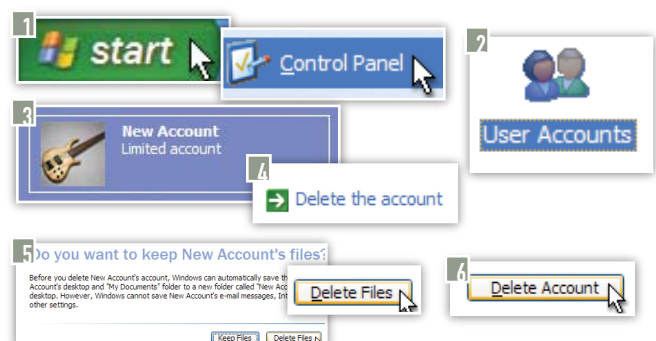 1
start
Control Panel
2
User Accounts
3
New Account
Limited account
4
Delete the account
5
Do you want to keep New Account's files?
Before you delete New Account's account, Windows can automatically save the
Account's desktop and "My Documents" folder to a new folder called "New Acc
desktop. However, Windows cannot save New Account's e-mail messages, Int
other settings.
Keep Files Delete Files
Delete Files
6
Delete Account